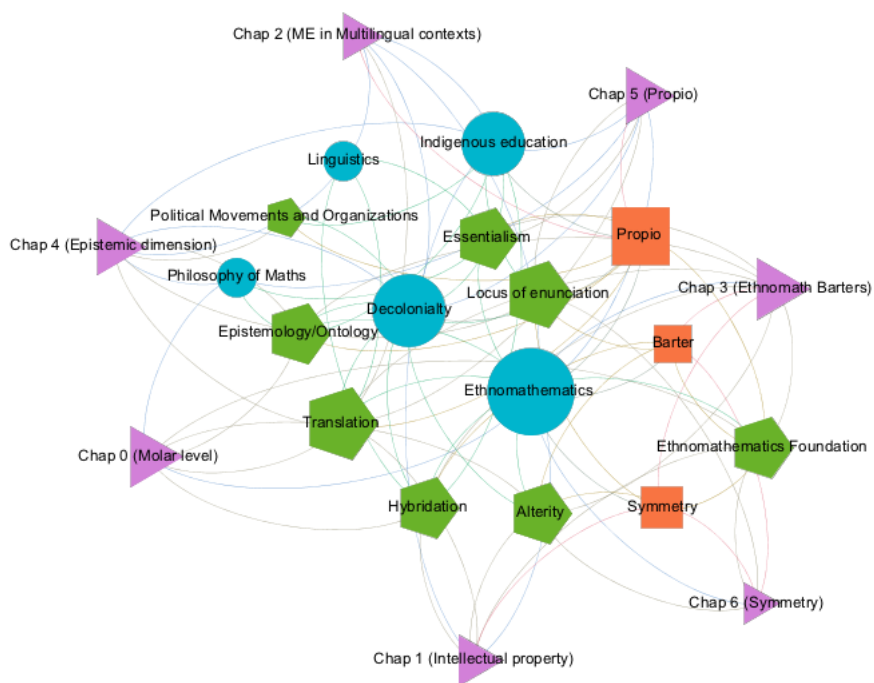 Chap 2 (ME in Multilingual contexts)
Chap 5 (Propio)
Indigenous education
Linguistics
Political Movements and Organizations
Essentialism
Propio
Chap 4 (Epistemic dimension)
Philosophy of Maths
Locus of enunciation
Chap 3 (Ethnomath Barters)
Decolonialty
Epistemology/Ontology
Barter
Ethnomathematics
Translation
Ethnomathematics Foundation
Chap 0 (Molar level)
Hybridation
Alterity
Symmetry
Chap 6 (Symmetry)
Chap 1 (Intellectual property)